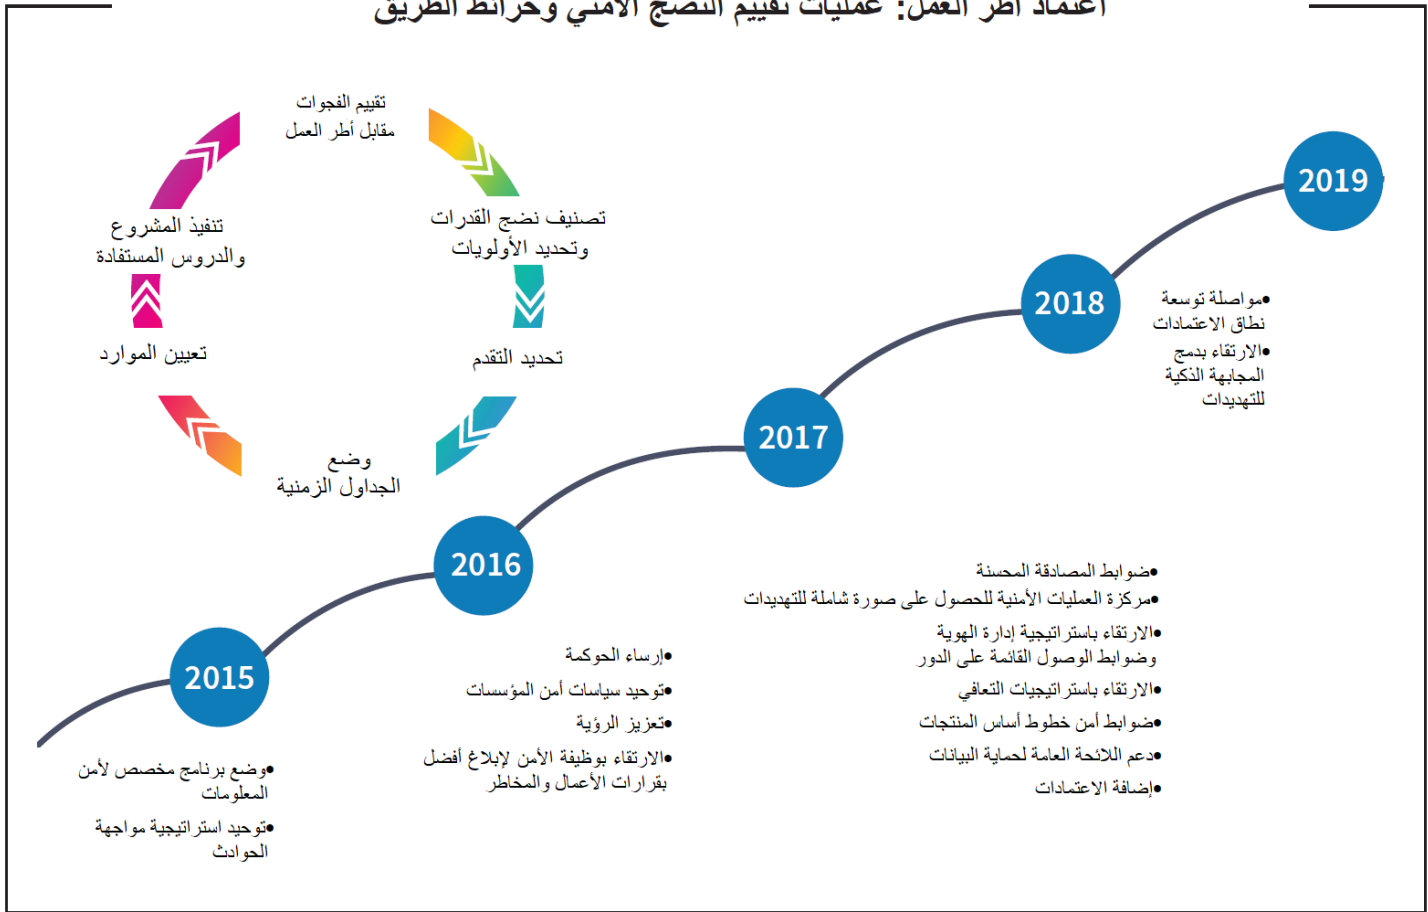 اعتماد أطر العمل: عمليات تقييم النضج الأمني وخرائط الطريق
تقييم الفجوات
مقابل أطر العمل
تصنيف نضج القدرات
وتحديد الأولويات
تحديد التقدم
وضع
الجداول الزمنية
تعيين الموارد
تنفيذ المشروع
والدروس المستفادة
2015
•وضع برنامج مخصص لأمن
المعلومات
•توحيد استراتيجية مواجهة
الحوادث
2016
•إرساء الحوكمة
•توحيد سياسات أمن المؤسسات
•تعزيز الرؤية
•الارتقاء بوظيفة الأمن لإبلاغ أفضل
بقرارات الأعمال والمخاطر
2017
•ضوابط المصادقة المحسنة
•مركزة العمليات الأمنية للحصول على صورة شاملة للتهديدات
•الارتقاء باستراتيجية إدارة الهوية
وضوابط الوصول القائمة على الدور
•الارتقاء باستراتيجيات التعافي
•ضوابط أمن خطوط أساس المنتجات
•دعم اللائحة العامة لحماية البيانات
•إضافة الاعتمادات
2018
•مواصلة توسعة
نطاق الاعتمادات
•الارتقاء بدمج
المجابهة الذكية
للتهديدات
2019